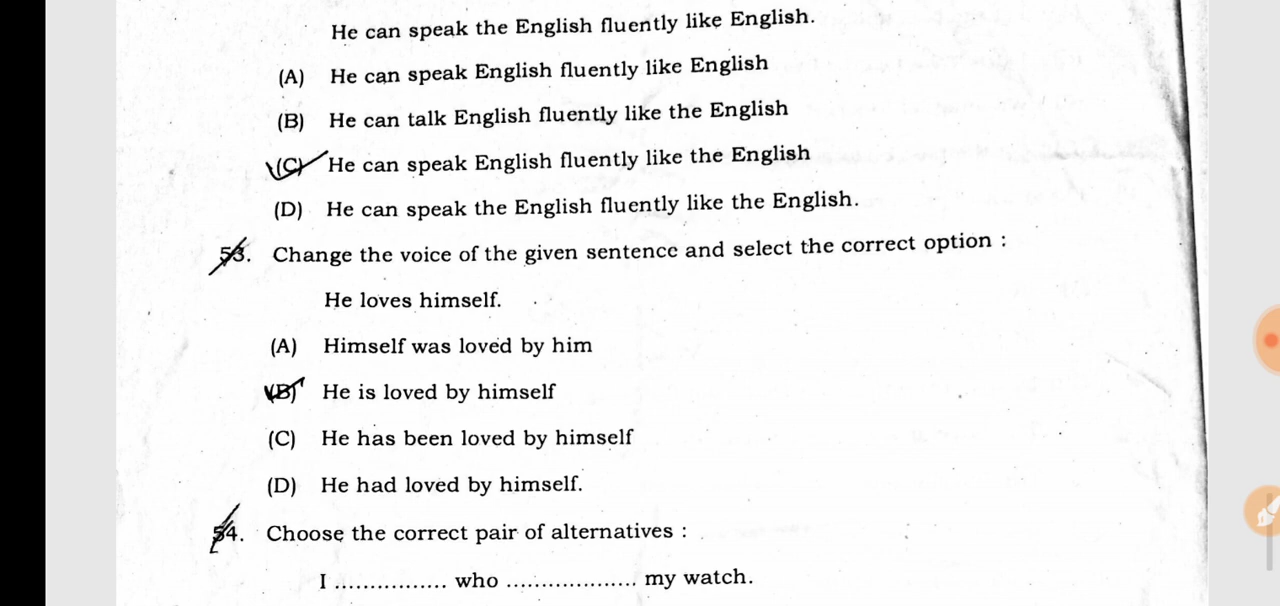 He can speak the English fluently like English.
(A) He can speak English fluently like English
(B) He can talk English fluently like the English
(C) He can speak English fluently like the English
(D) He can speak the English fluently like the English.
53. Change the voice of the given sentence and select the correct option :
He loves himself.
(A) Himself was loved by him
(B) He is loved by himself
(C) He has been loved by himself
(D) He had loved by himself.
54. Choose the correct pair of alternatives :
I ............... who .................. my watch.